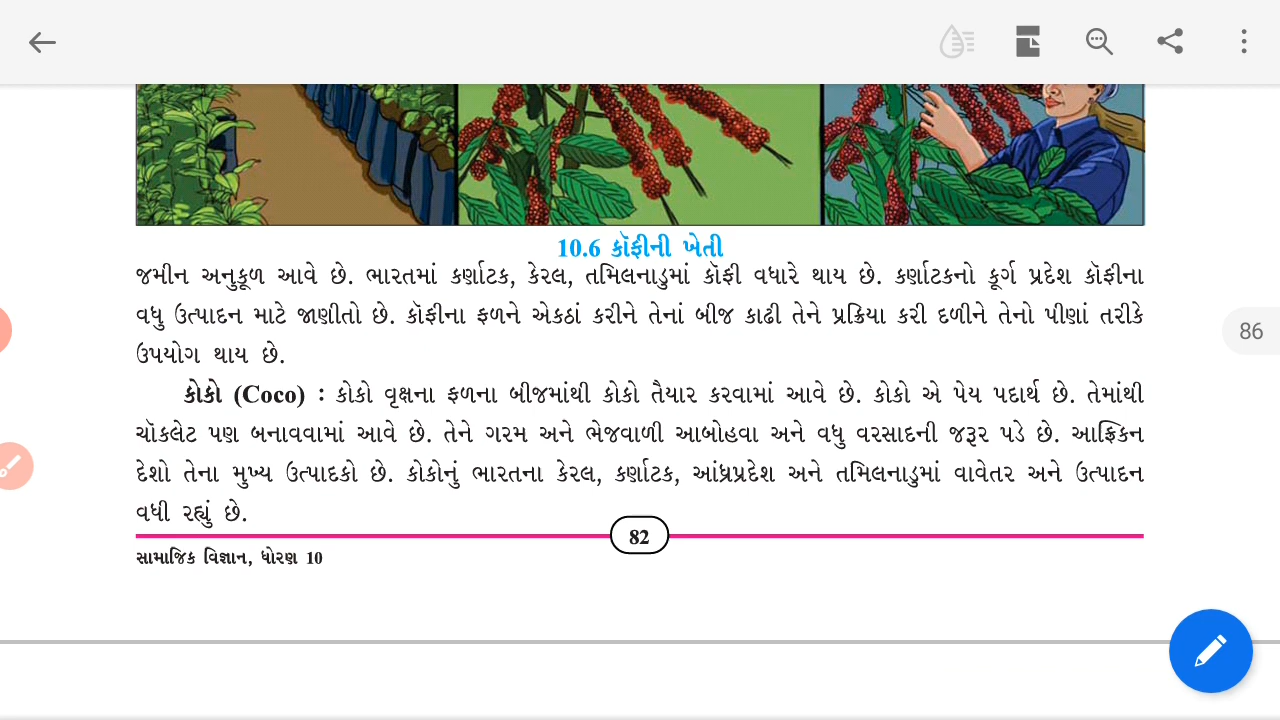 10.6 કૉફીની ખેતી
જમીન અનુકૂળ આવે છે. ભારતમાં કર્ણાટક, કેરલ, તમિલનાડુમાં કૉફી વધારે થાય છે. કર્ણાટકનો કૂર્ગ પ્રદેશ કૉફીના
વધુ ઉત્પાદન માટે જાણીતો છે. કૉફીના ફળને એકઠાં કરીને તેનાં બીજ કાઢી તેને પ્રક્રિયા કરી દળીને તેનો પીણાં તરીકે
ઉપયોગ થાય છે.
86
કોકો (Coco) : કોકો વૃક્ષના ફળના બીજમાંથી કોકો તૈયાર કરવામાં આવે છે. કોકો એ પેય પદાર્થ છે. તેમાંથી
ચૉકલેટ પણ બનાવવામાં આવે છે. તેને ગરમ અને ભેજવાળી આબોહવા અને વધુ વરસાદની જરૂર પડે છે. આફ્રિકન
દેશો તેના મુખ્ય ઉત્પાદકો છે. કોકોનું ભારતના કેરલ, કર્ણાટક, આંધ્રપ્રદેશ અને તમિલનાડુમાં વાવેતર અને ઉત્પાદન
વધી રહ્યું છે.
82
સામાજિક વિજ્ઞાન, ધોરણ 10